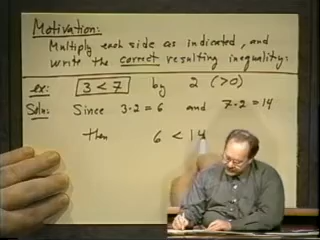 Motivation:
Multiply each side as indicated, and
write the correct resulting inequality:
ex: 3 < 7 by 2 (>0)
Soln: Since 3·2 = 6 and 7·2 = 14
then 6 < 14